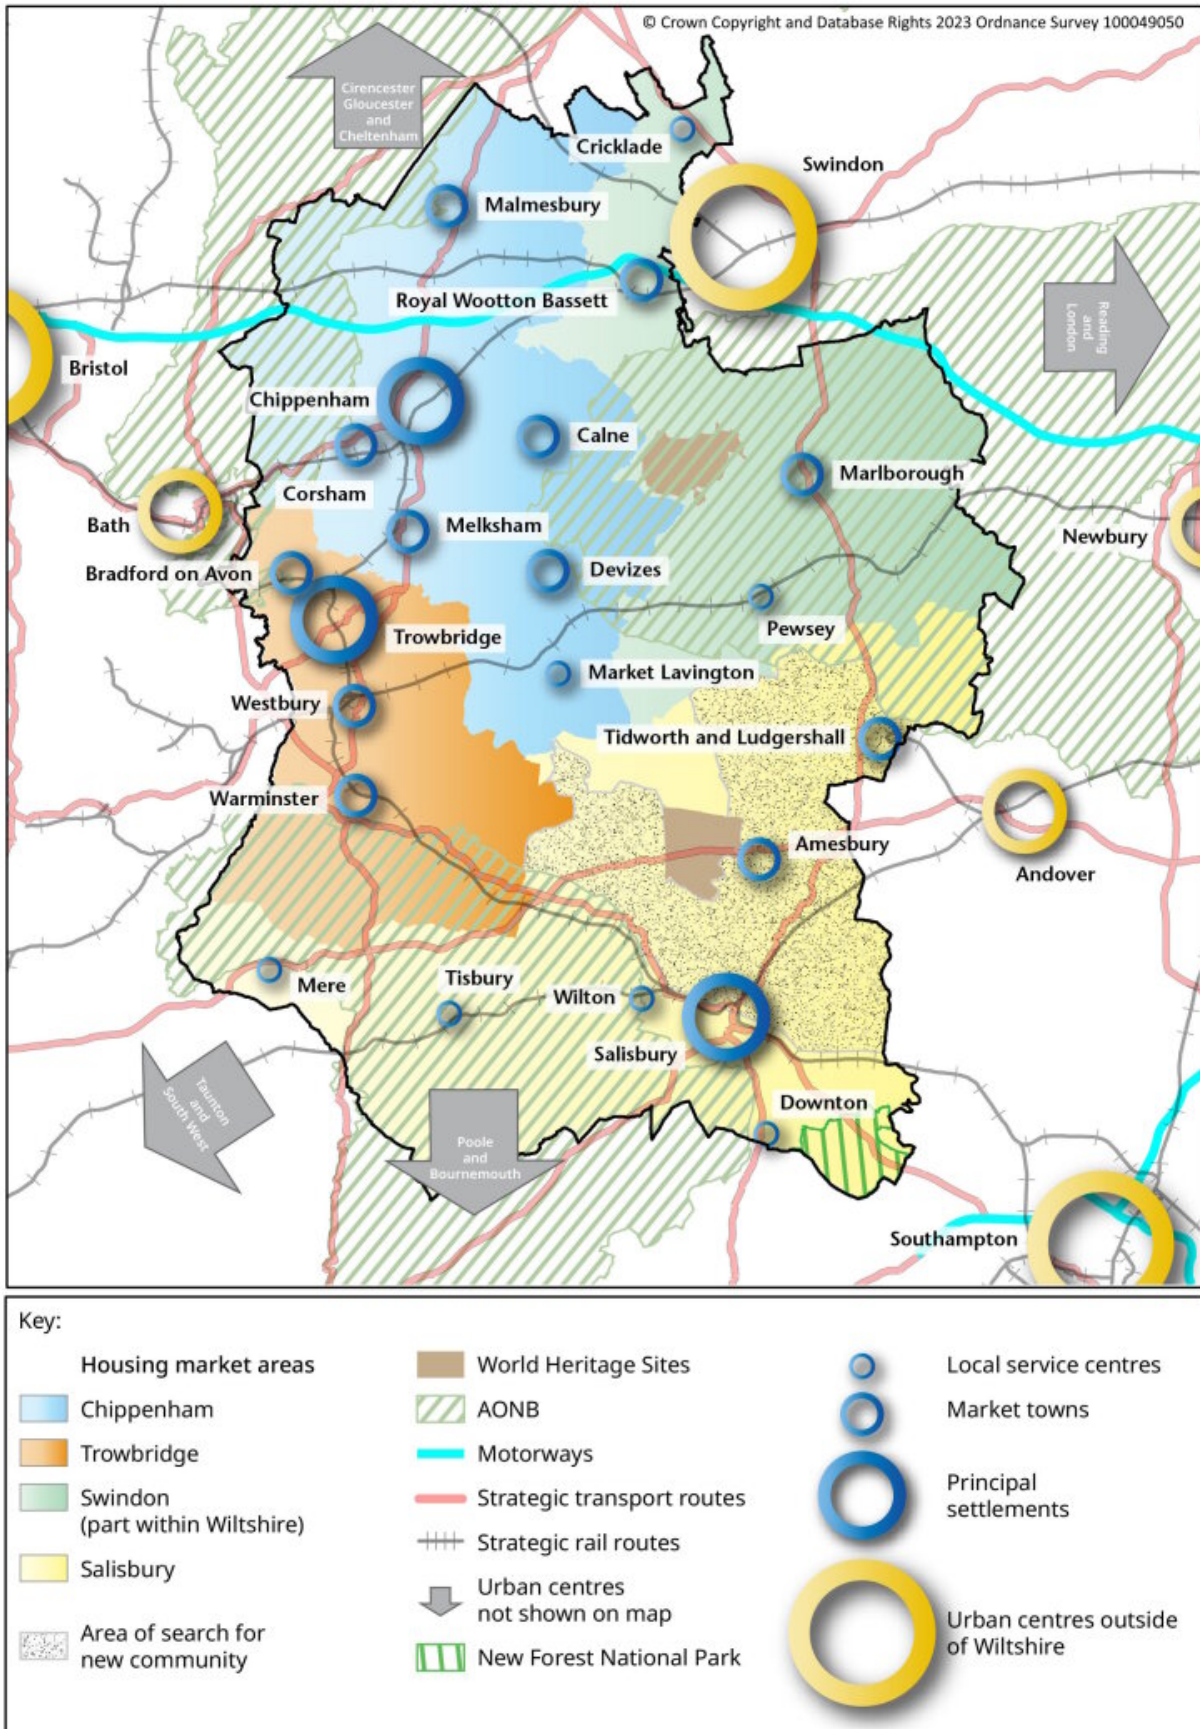 © Crown Copyright and Database Rights 2023 Ordnance Survey 100049050
Cirencester
Gloucester
and
Cheltenham
Cricklade
Swindon
Malmesbury
Royal Wootton Bassett
Reading
and
London
Bristol
Chippenham
Calne
Marlborough
Corsham
Bath
Melksham
Newbury
Bradford on Avon
Devizes
Pewsey
Trowbridge
Market Lavington
Westbury
Tidworth and Ludgershall
Warminster
Amesbury
Andover
Mere
Tisbury
Wilton
Salisbury
Taunton
and
South West
Downton
Poole
and
Bournemouth
Southampton
Key:
Housing market areas
Chippenham
Trowbridge
Swindon
(part within Wiltshire)
Salisbury
Area of search for
new community
World Heritage Sites
AONB
Motorways
Strategic transport routes
Strategic rail routes
Urban centres
not shown on map
New Forest National Park
Local service centres
Market towns
Principal
settlements
Urban centres outside
of Wiltshire